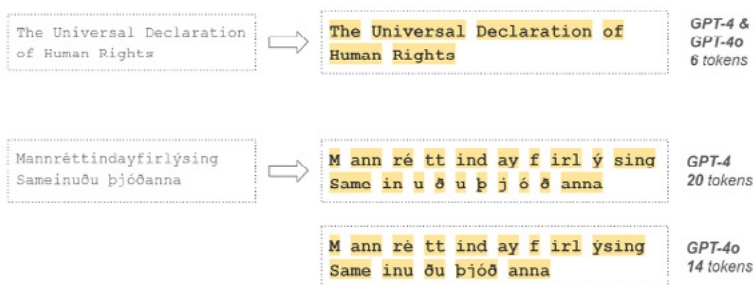 The Universal Declaration
of Human Rights
The Universal Declaration of
Human Rights
GPT-4 &
GPT-4o
6 tokens
Mannréttindayfirlýsing
Sameinuðu þjóðanna
M ann ré tt ind ay f irl ý sing
Same in u ð u þ j ó ð anna
GPT-4
20 tokens
M ann ré tt ind ay f irl ýsing
Same inu ðu þjóð anna
GPT-4o
14 tokens